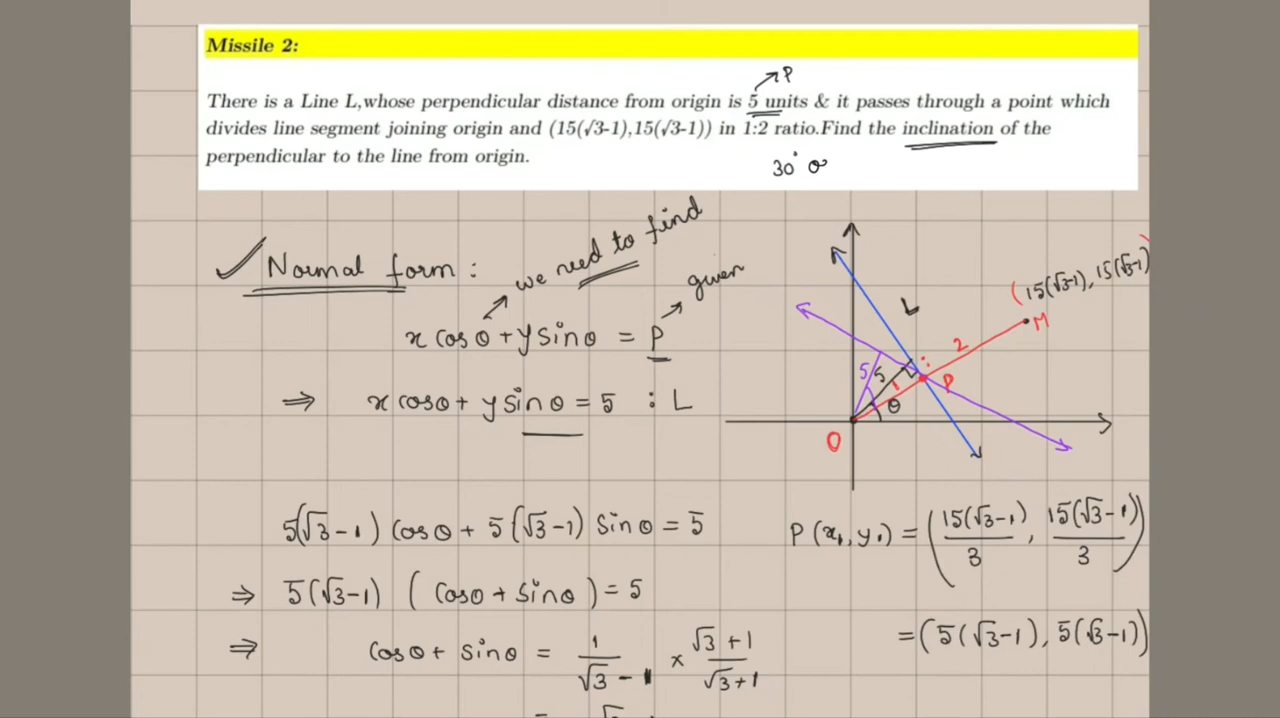 Missile 2:
There is a Line L,whose perpendicular distance from origin is 5 units & it passes through a point which
divides line segment joining origin and (15(√3-1),15(√3-1)) in 1:2 ratio.Find the inclination of the
perpendicular to the line from origin.
P
30°
Normal form :
we need to find
given
x cosθ + y sinθ = P
⇒ x cosθ + y sinθ = 5 : L
5(√3-1) cosθ + 5(√3-1) sinθ = 5
⇒ 5(√3-1) (cosθ + sinθ) = 5
⇒ cosθ + sinθ = 1/(√3-1) × (√3+1)/(√3+1)
=
(15(√3-1), 15(√3-1))
L
M
2
:
1
P
5
5
θ
O
P(x₁, y₁) = (15(√3-1)/3, 15(√3-1)/3)
= (5(√3-1), 5(√3-1))